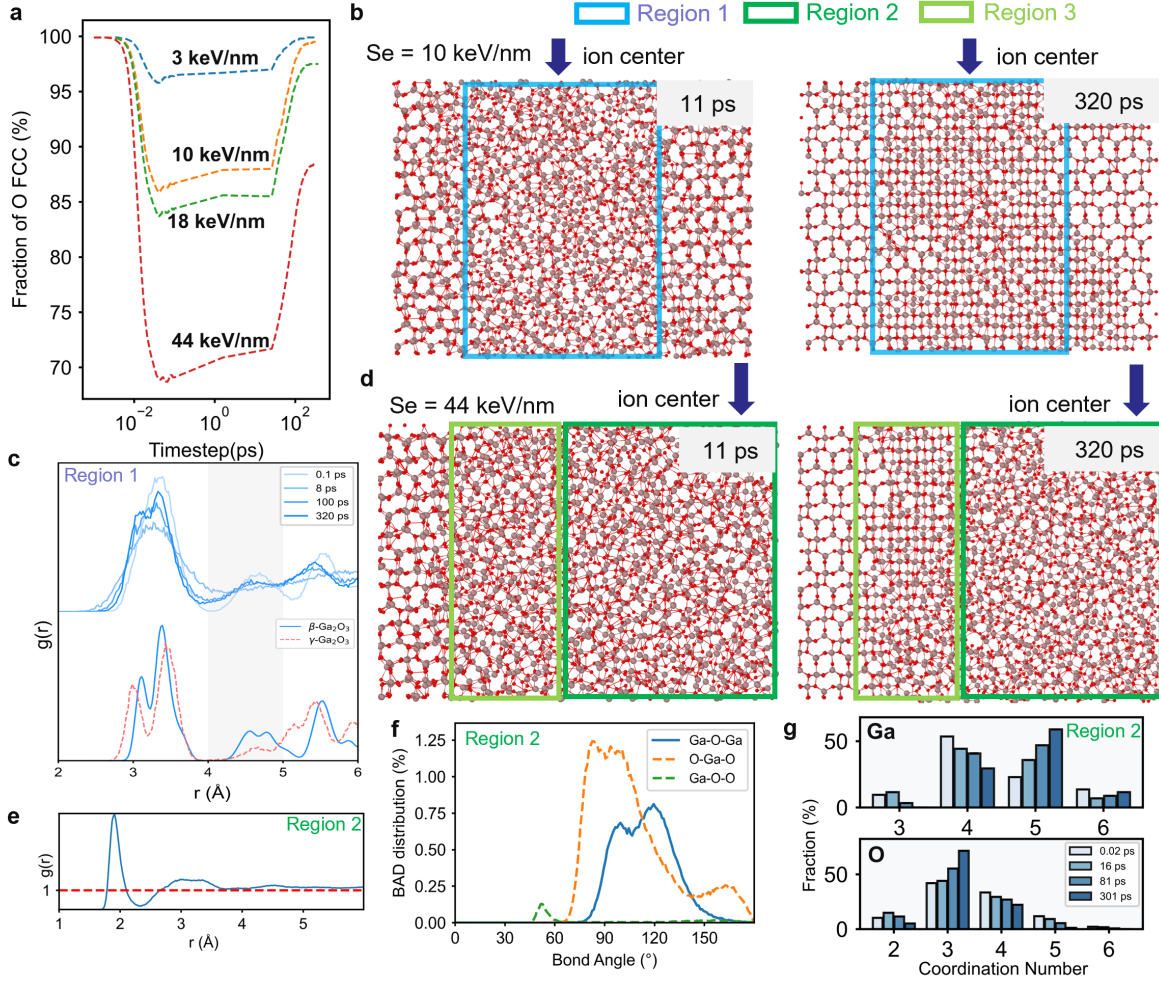 a
Fraction of O FCC (%)
100
95
90
85
80
75
70
3 keV/nm
10 keV/nm
18 keV/nm
44 keV/nm
10⁻² 10⁰ 10²
Timestep(ps)
Region 1 Region 2 Region 3
b
Se = 10 keV/nm
ion center
11 ps
320 ps
d
Se = 44 keV/nm
ion center
11 ps
ion center
320 ps
c
Region 1
0.1 ps
8 ps
100 ps
320 ps
β-Ga₂O₃
γ-Ga₂O₃
g(r)
2 3 4 5 6
r (Å)
e
Region 2
g(r)
1
1 2 3 4 5
r (Å)
f
Region 2
BAD distribution (%)
1.25
1.00
0.75
0.50
0.25
0.00
Ga-O-Ga
O-Ga-O
Ga-O-O
0 30 60 90 120 150
Bond Angle (°)
g
Ga
Region 2
50
0
3 4 5 6
Fraction (%)
O
0.02 ps
16 ps
81 ps
301 ps
50
0
2 3 4 5 6
Coordination Number